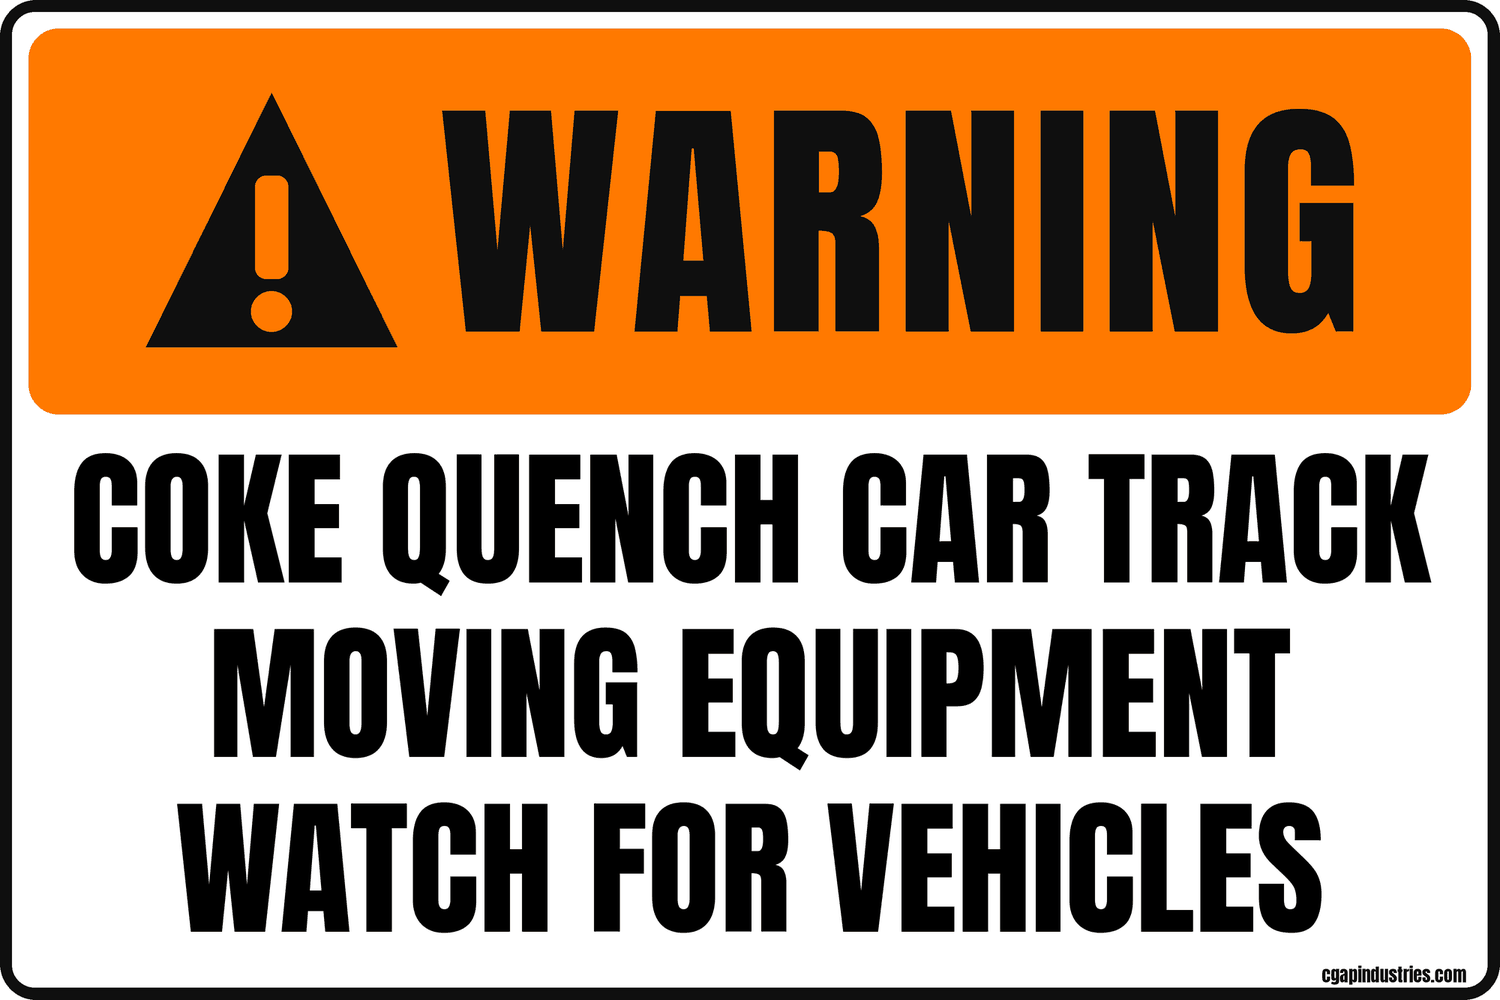 WARNING
COKE QUENCH CAR TRACK
MOVING EQUIPMENT
WATCH FOR VEHICLES
cgapindustries.com